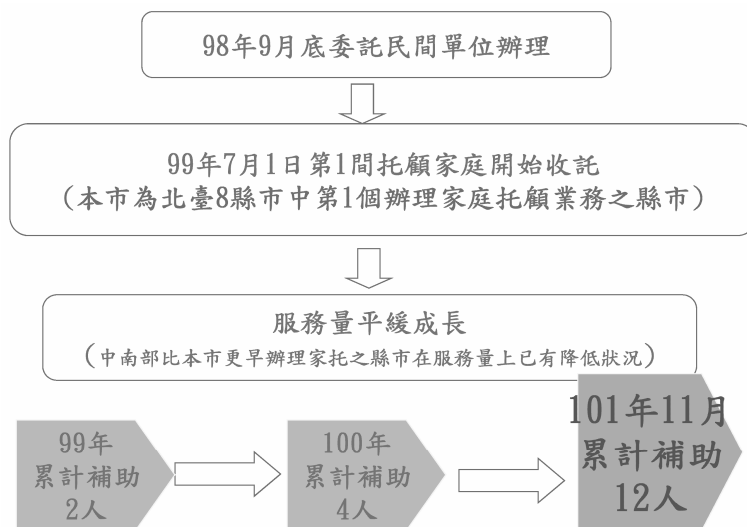 98年9月底委託民間單位辦理
99年7月1日第1間托顧家庭開始收託
(本市為北臺8縣市中第1個辦理家庭托顧業務之縣市)
服務量平緩成長
(中南部比本市更早辦理家托之縣市在服務量上已有降低狀況)
99年
累計補助
2人
100年
累計補助
4人
101年11月
累計補助
12人